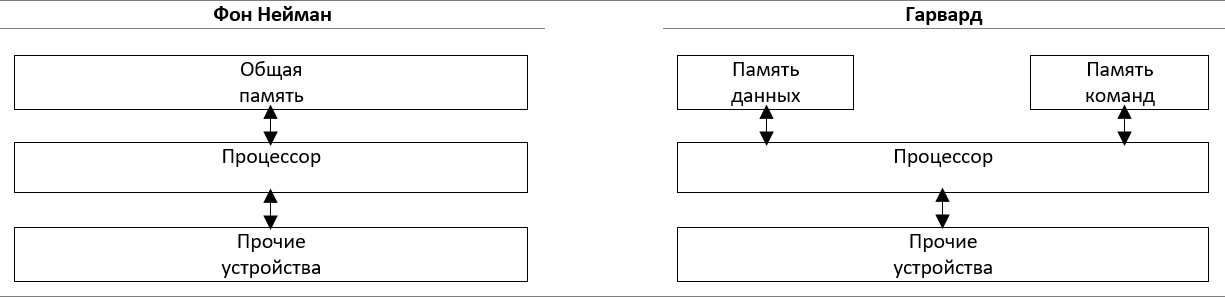 Фон Нейман
Общая
память
Процессор
Прочие
устройства
Гарвард
Память
данных
Память
команд
Процессор
Прочие
устройства